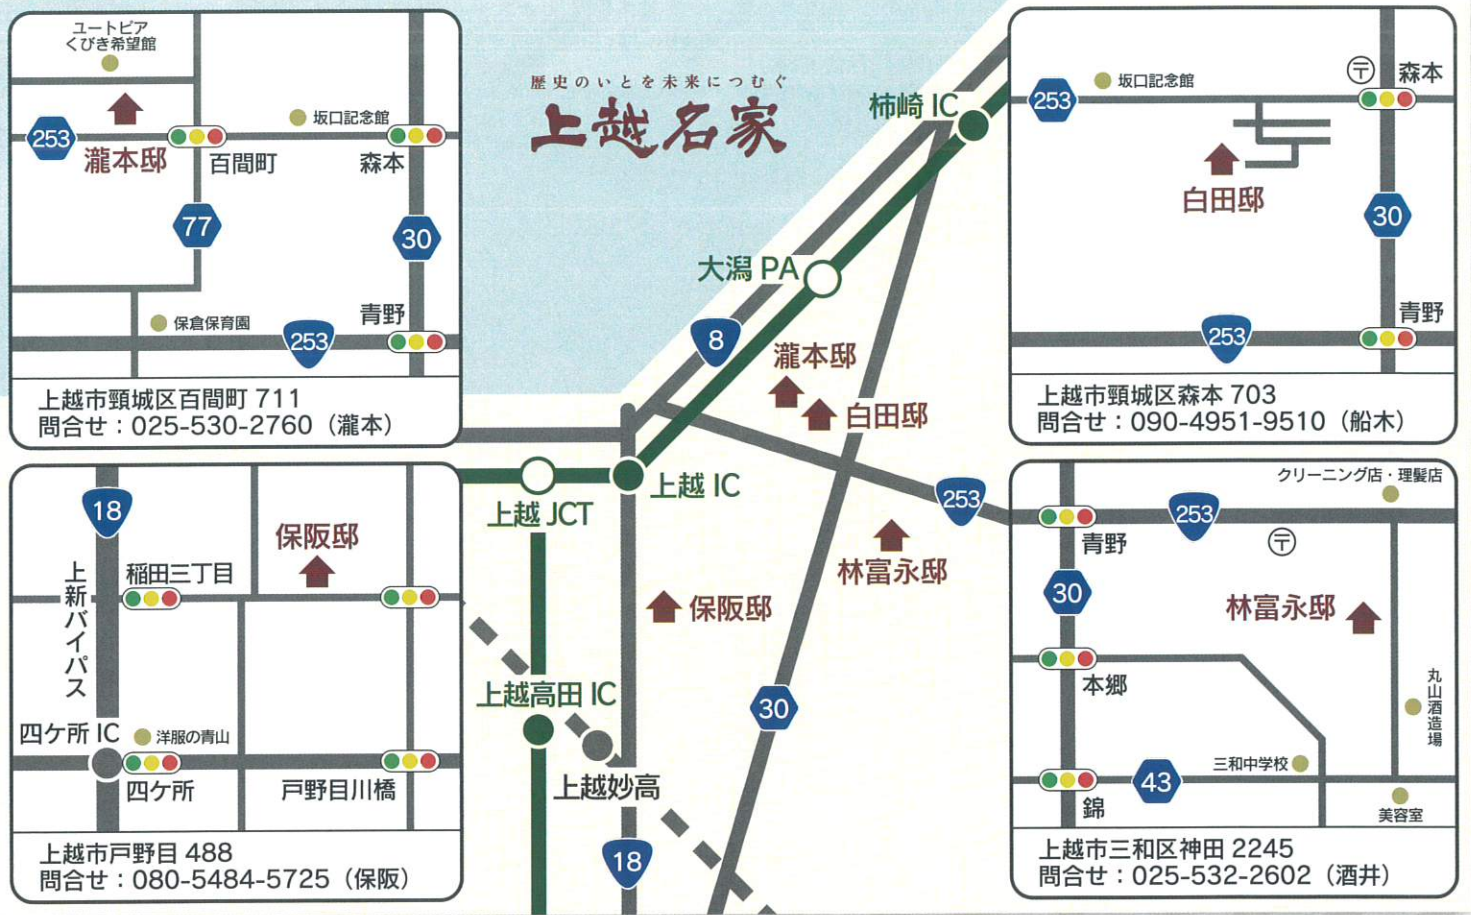 歴史のいとを未来につむぐ
上越名家
ユートピア
くびき希望館
253
瀧本邸
百間町
坂口記念館
森本
77
30
保倉保育園
253
青野
上越市頸城区百間町 711
問合せ：025-530-2760（瀧本）
18
上新バイパス
稲田三丁目
保阪邸
四ケ所 IC
洋服の青山
四ケ所
戸野目川橋
上越市戸野目 488
問合せ：080-5484-5725（保阪）
柿崎 IC
大潟 PA
8
瀧本邸
白田邸
上越 IC
上越 JCT
253
林富永邸
保阪邸
上越高田 IC
30
上越妙高
18
253
坂口記念館
〒
森本
白田邸
30
253
青野
上越市頸城区森本 703
問合せ：090-4951-9510（船木）
クリーニング店・理髪店
253
青野
〒
30
林富永邸
本郷
丸山酒造場
三和中学校
43
錦
美容室
上越市三和区神田 2245
問合せ：025-532-2602（酒井）